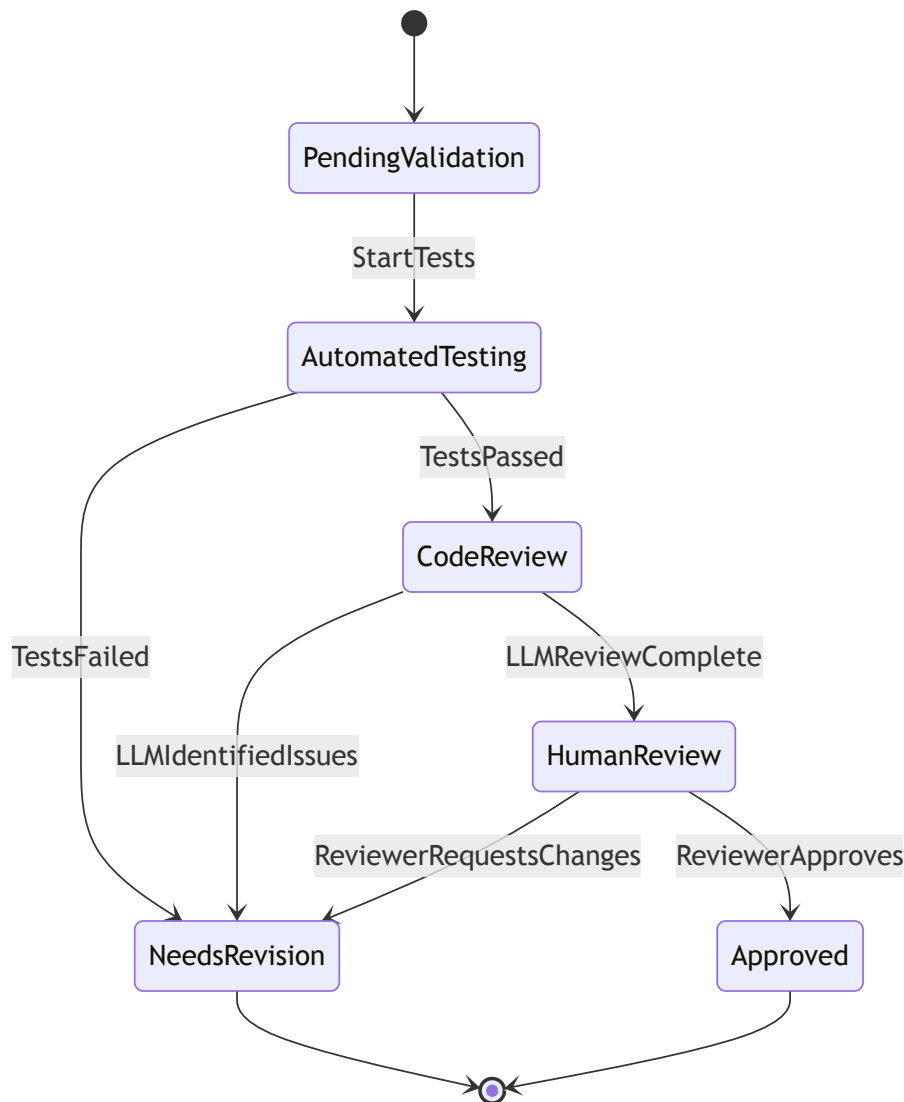 PendingValidation
StartTests
AutomatedTesting
TestsPassed
CodeReview
TestsFailed
LLMReviewComplete
LLMIdentifiedIssues
HumanReview
ReviewerRequestsChanges
ReviewerApproves
NeedsRevision
Approved